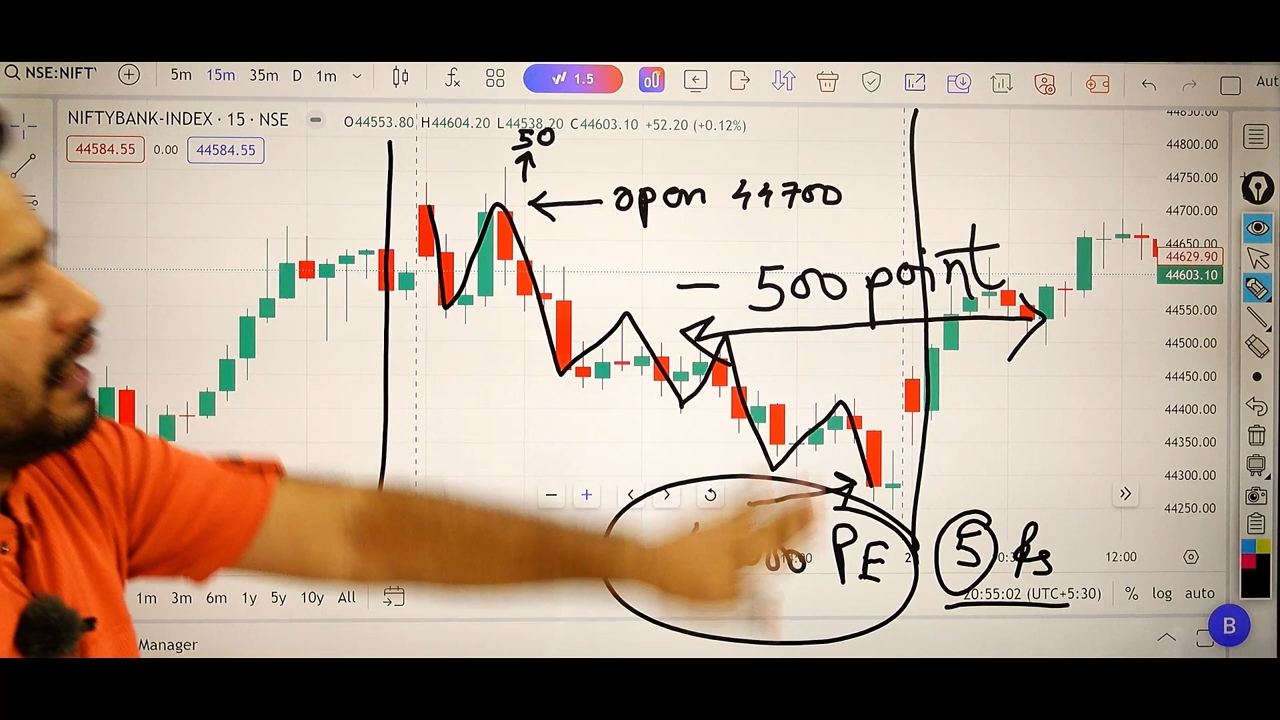 NSE:NIFTY 5m 15m 35m D 1m 1.5 Aut
NIFTYBANK-INDEX · 15 · NSE O44553.80 H44604.20 L44538.20 C44603.10 +52.20 (+0.12%)
44584.55 0.00 44584.55
50
open 44700
- 500 point
44850.00
44800.00
44750.00
44700.00
44650.00
44629.90
44603.10
44550.00
44500.00
44450.00
44400.00
44350.00
44300.00
44250.00
PE 5 Rs
12:00
1m 3m 6m 1y 5y 10y All 20:55:02 (UTC+5:30) % log auto
Manager B